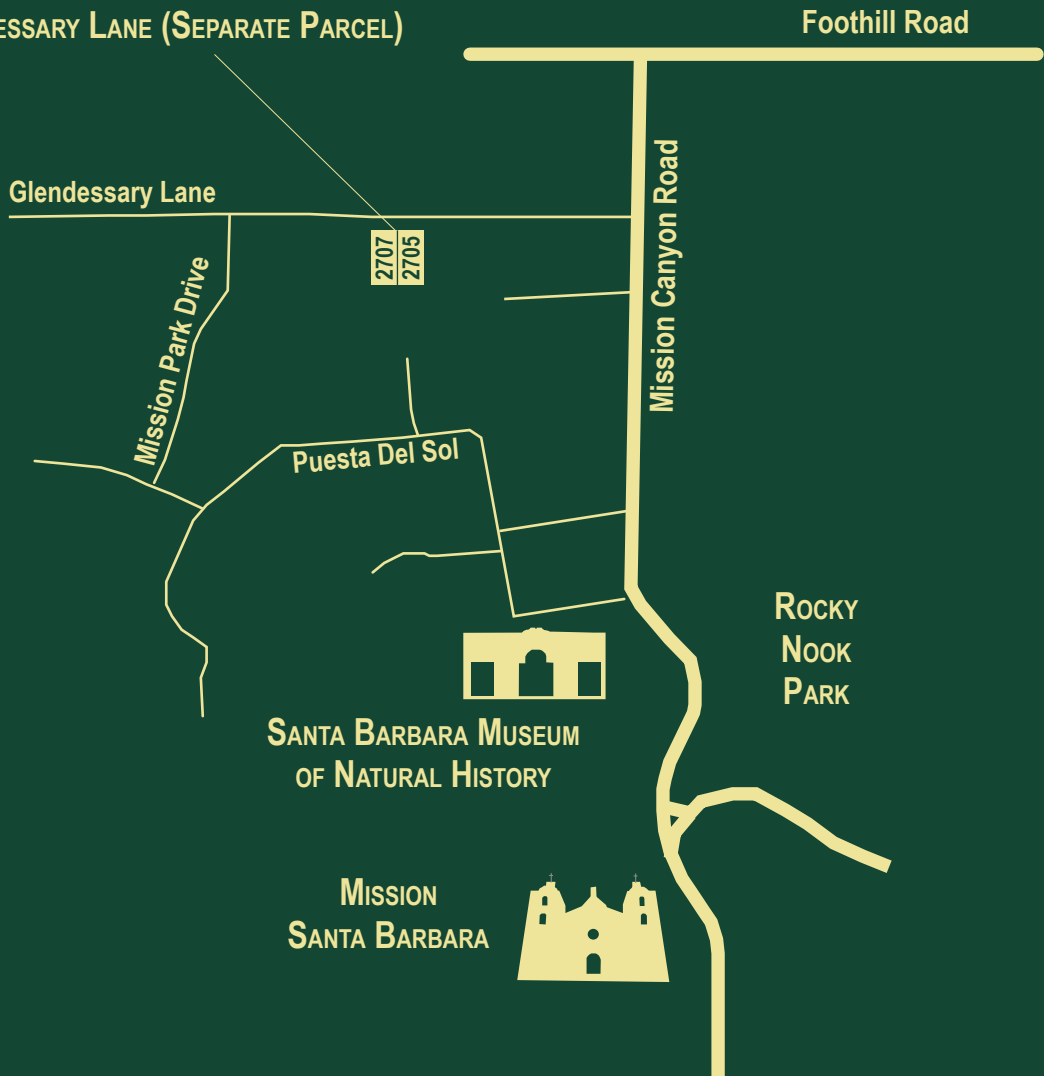 ESSARY LANE (SEPARATE PARCEL)
Foothill Road
Glendessary Lane
2707
2705
Mission Canyon Road
Mission Park Drive
Puesta Del Sol
ROCKY
NOOK
PARK
SANTA BARBARA MUSEUM
OF NATURAL HISTORY
MISSION
SANTA BARBARA